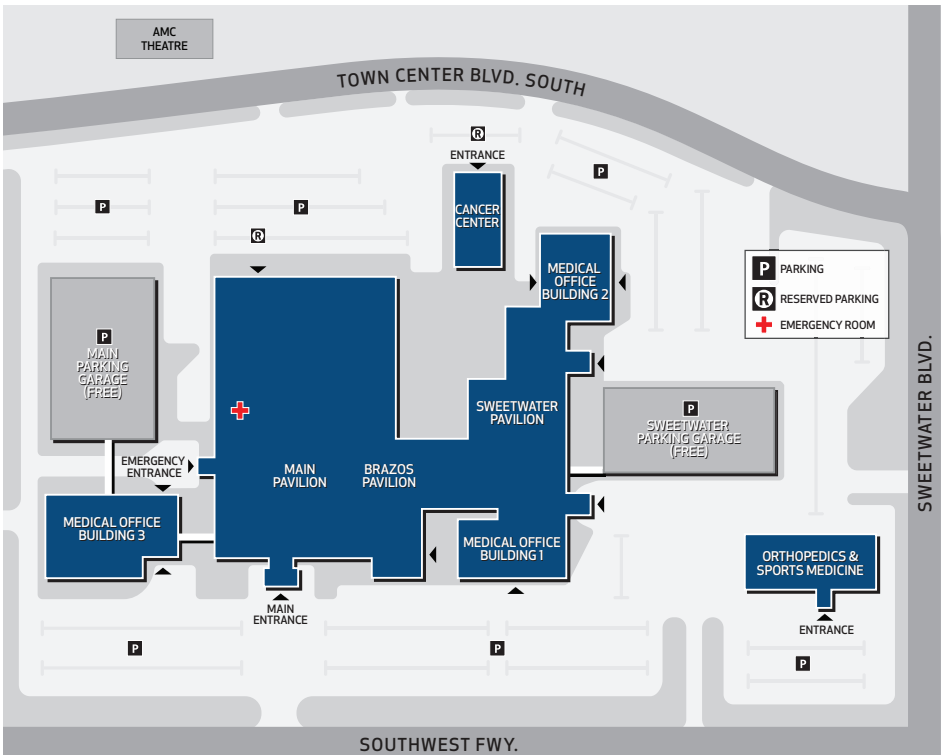 AMC
THEATRE
TOWN CENTER BLVD. SOUTH
R
ENTRANCE
P
P
P
CANCER
CENTER
R
MEDICAL
OFFICE
BUILDING 2
P PARKING
R RESERVED PARKING
EMERGENCY ROOM
P
MAIN
PARKING
GARAGE
(FREE)
SWEETWATER BLVD.
SWEETWATER
PAVILION
P
SWEETWATER
PARKING GARAGE
(FREE)
EMERGENCY
ENTRANCE
MAIN
PAVILION
BRAZOS
PAVILION
MEDICAL OFFICE
BUILDING 3
MEDICAL OFFICE
BUILDING 1
ORTHOPEDICS &
SPORTS MEDICINE
MAIN
ENTRANCE
ENTRANCE
P
P
P
SOUTHWEST FWY.